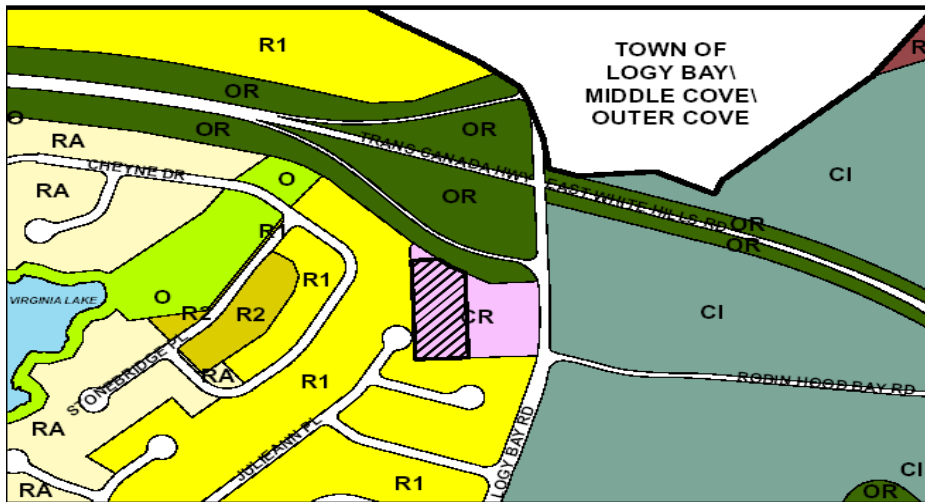 R1
TOWN OF
LOGY BAY\
MIDDLE COVE\
OUTER COVE
R
OR
O
OR
OR
RA
TRANS CANADA HWY
CHEYNE DR
CI
O
RA
EAST WHITE HILLS RD
OR
OR
OR
R1
R1
VIRGINIA LAKE
O
R2
R2
CR
CI
STONEBRIDGE PL
RA
R1
ROBIN HOOD BAY RD
RA
JULIEANN PL
LOGY BAY RD
CI
R1
RA
OR